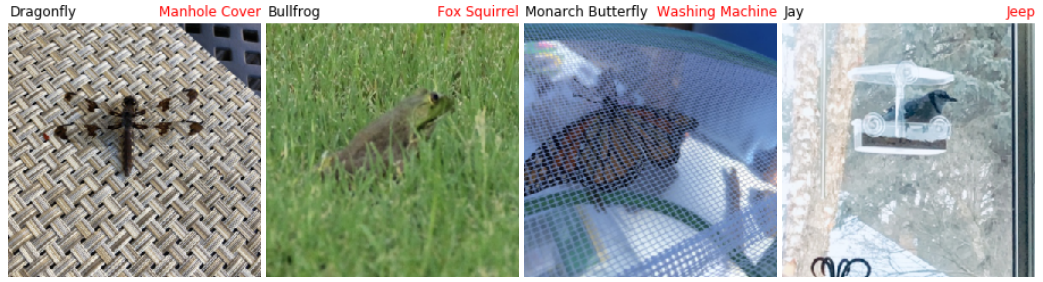 Dragonfly Manhole Cover
Bullfrog Fox Squirrel
Monarch Butterfly Washing Machine
Jay Jeep